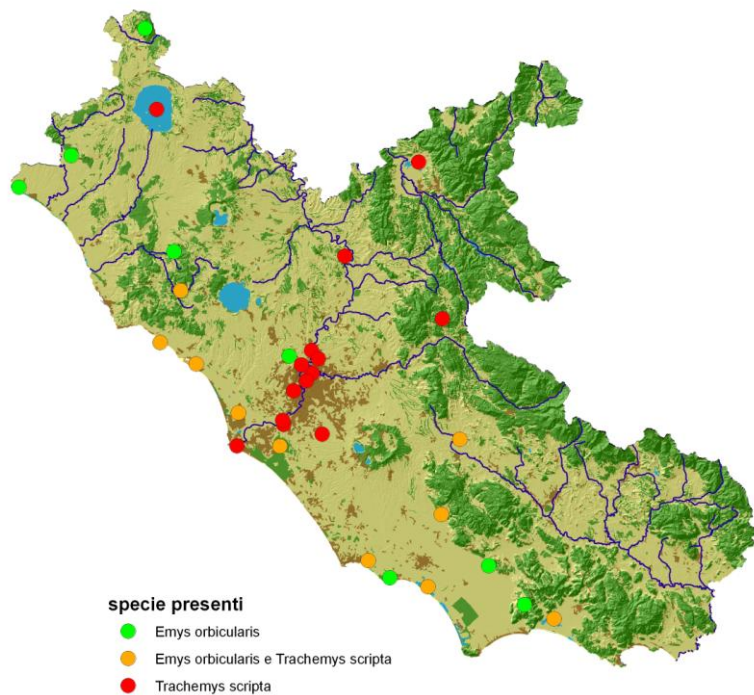 specie presenti
Emys orbicularis
Emys orbicularis e Trachemys scripta
Trachemys scripta